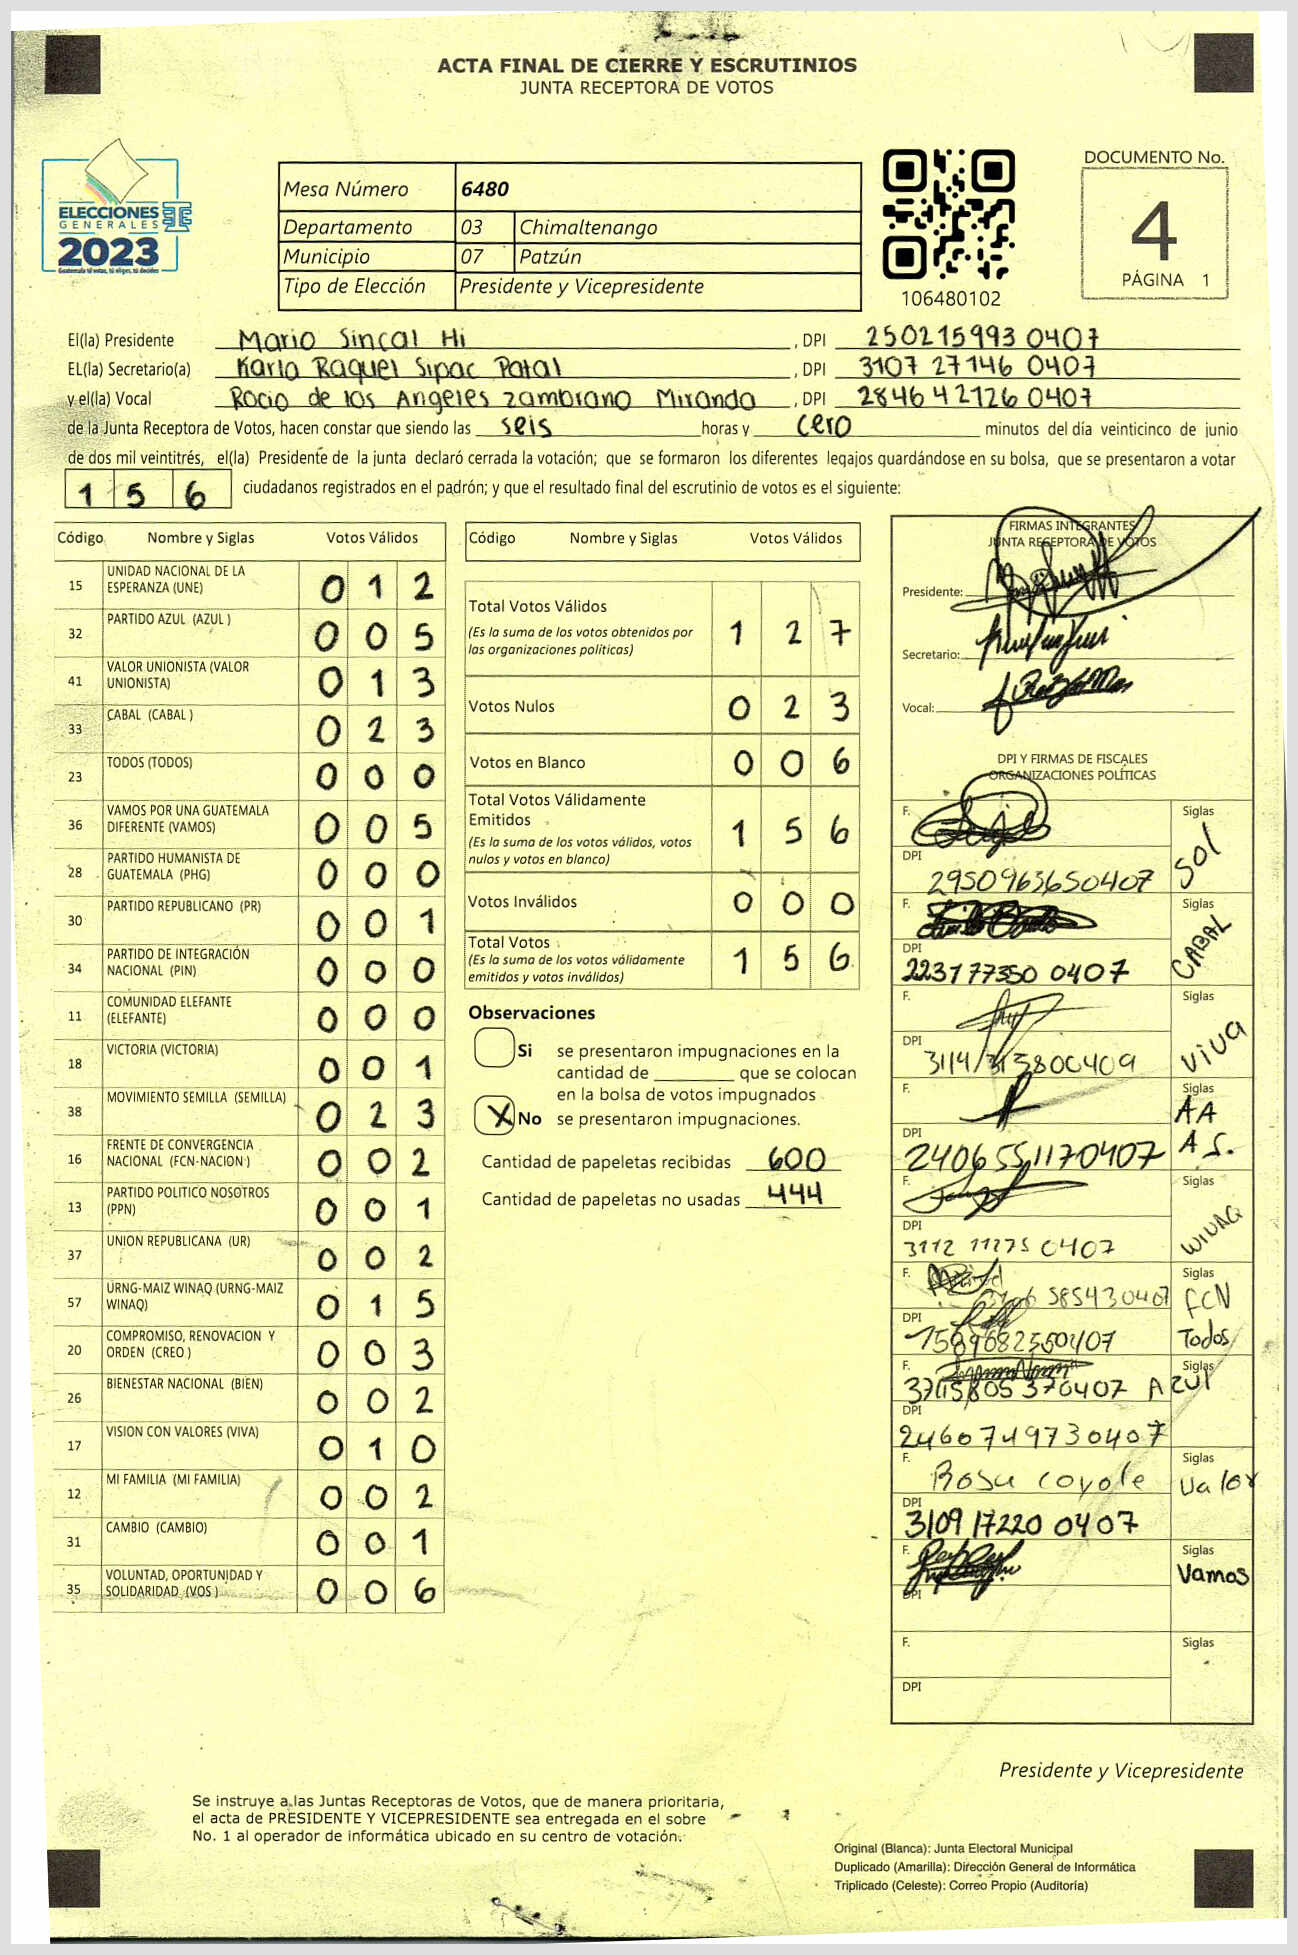 ACTA FINAL DE CIERRE Y ESCRUTINIOS
JUNTA RECEPTORA DE VOTOS
ELECCIONES
GENERALES
2023
Guatemala tú votas, tú eliges, tú decides
Mesa Número 6480
Departamento 03 Chimaltenango
Municipio 07 Patzún
Tipo de Elección Presidente y Vicepresidente
106480102
DOCUMENTO No.
4
PÁGINA 1
El(la) Presidente Mario Sincal Hi , DPI 250215993 0407
EL(la) Secretario(a) Karla Raquel Sipac Patal , DPI 3107 27146 0407
y el(la) Vocal Rocio de los Angeles Zambrano Miranda , DPI 2846 42126 0407
de la Junta Receptora de Votos, hacen constar que siendo las seis horas y cero minutos del día veinticinco de junio
de dos mil veintitrés, el(la) Presidente de la junta declaró cerrada la votación; que se formaron los diferentes legajos guardándose en su bolsa, que se presentaron a votar
1 5 6 ciudadanos registrados en el padrón; y que el resultado final del escrutinio de votos es el siguiente:
Código Nombre y Siglas Votos Válidos
15 UNIDAD NACIONAL DE LA ESPERANZA (UNE) 0 1 2
32 PARTIDO AZUL (AZUL ) 0 0 5
41 VALOR UNIONISTA (VALOR UNIONISTA) 0 1 3
33 CABAL (CABAL ) 0 2 3
23 TODOS (TODOS) 0 0 0
36 VAMOS POR UNA GUATEMALA DIFERENTE (VAMOS) 0 0 5
28 PARTIDO HUMANISTA DE GUATEMALA (PHG) 0 0 0
30 PARTIDO REPUBLICANO (PR) 0 0 1
34 PARTIDO DE INTEGRACIÓN NACIONAL (PIN) 0 0 0
11 COMUNIDAD ELEFANTE (ELEFANTE) 0 0 0
18 VICTORIA (VICTORIA) 0 0 1
38 MOVIMIENTO SEMILLA (SEMILLA) 0 2 3
16 FRENTE DE CONVERGENCIA NACIONAL (FCN-NACION ) 0 0 2
13 PARTIDO POLITICO NOSOTROS (PPN) 0 0 1
37 UNION REPUBLICANA (UR) 0 0 2
57 URNG-MAIZ WINAQ (URNG-MAIZ WINAQ) 0 1 5
20 COMPROMISO, RENOVACION Y ORDEN (CREO ) 0 0 3
26 BIENESTAR NACIONAL (BIEN) 0 0 2
17 VISION CON VALORES (VIVA) 0 1 0
12 MI FAMILIA (MI FAMILIA) 0 0 2
31 CAMBIO (CAMBIO) 0 0 1
35 VOLUNTAD, OPORTUNIDAD Y SOLIDARIDAD (VOS ) 0 0 6
Código Nombre y Siglas Votos Válidos
Total Votos Válidos 1 2 7
(Es la suma de los votos obtenidos por
las organizaciones políticas)
Votos Nulos 0 2 3
Votos en Blanco 0 0 6
Total Votos Válidamente
Emitidos 1 5 6
(Es la suma de los votos válidos, votos
nulos y votos en blanco)
Votos Inválidos 0 0 0
Total Votos 1 5 6
(Es la suma de los votos válidamente
emitidos y votos inválidos)
Observaciones
Si se presentaron impugnaciones en la
cantidad de ________ que se colocan
en la bolsa de votos impugnados
X No se presentaron impugnaciones.
Cantidad de papeletas recibidas 600
Cantidad de papeletas no usadas 444
FIRMAS INTEGRANTES
JUNTA RECEPTORA DE VOTOS
Presidente:
Secretario:
Vocal:
DPI Y FIRMAS DE FISCALES
ORGANIZACIONES POLÍTICAS
F. Siglas
DPI 2950963650407 Sol
F. Siglas
DPI 223177350 0407 CABAL
F. Siglas
DPI viva
F. Siglas
DPI 2406551170407 AA
A S.
F. Siglas
DPI 3112 11275 0407 WINAQ
F. 585430407 Siglas FCN
DPI Todos
F. Siglas
Azul
DPI 2460749730407
F. Rosa coyote Siglas Valor
DPI 3109 17220 0407
F. Siglas
DPI Vamos
F. Siglas
DPI
Presidente y Vicepresidente
Se instruye a las Juntas Receptoras de Votos, que de manera prioritaria,
el acta de PRESIDENTE Y VICEPRESIDENTE sea entregada en el sobre
No. 1 al operador de informática ubicado en su centro de votación.
Original (Blanca): Junta Electoral Municipal
Duplicado (Amarilla): Dirección General de Informática
Triplicado (Celeste): Correo Propio (Auditoría)